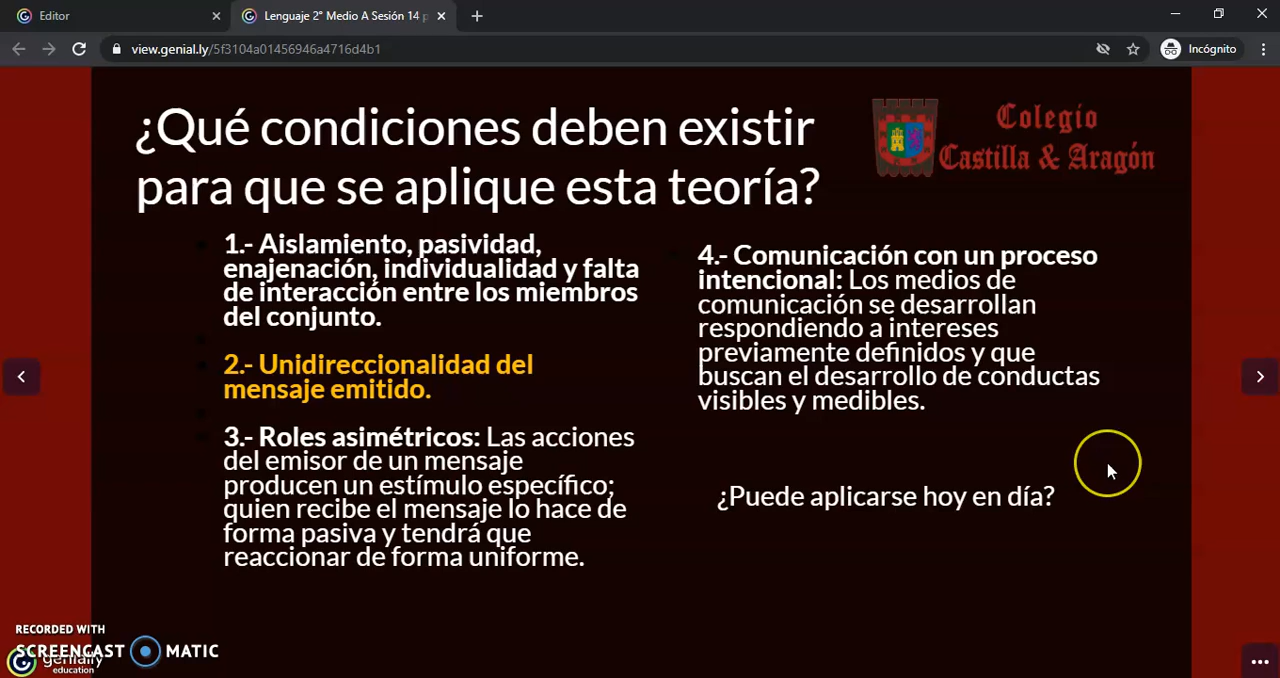 Editor
Lenguaje 2° Medio A Sesión 14 p
view.genial.ly/5f3104a01456946a4716d4b1
Incógnito
¿Qué condiciones deben existir
para que se aplique esta teoría?
Colegio
Castilla & Aragón
1.- Aislamiento, pasividad,
enajenación, individualidad y falta
de interacción entre los miembros
del conjunto.
2.- Unidireccionalidad del
mensaje emitido.
3.- Roles asimétricos: Las acciones
del emisor de un mensaje
producen un estímulo específico;
quien recibe el mensaje lo hace de
forma pasiva y tendrá que
reaccionar de forma uniforme.
4.- Comunicación con un proceso
intencional: Los medios de
comunicación se desarrollan
respondiendo a intereses
previamente definidos y que
buscan el desarrollo de conductas
visibles y medibles.
¿Puede aplicarse hoy en día?
RECORDED WITH
SCREENCAST MATIC
genially
education